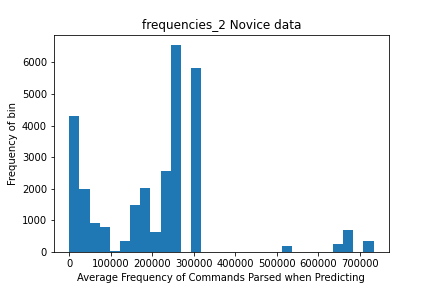 frequencies_2 Novice data
Frequency of bin
6000
5000
4000
3000
2000
1000
0
0 100000 200000 300000 400000 500000 600000 700000
Average Frequency of Commands Parsed when Predicting